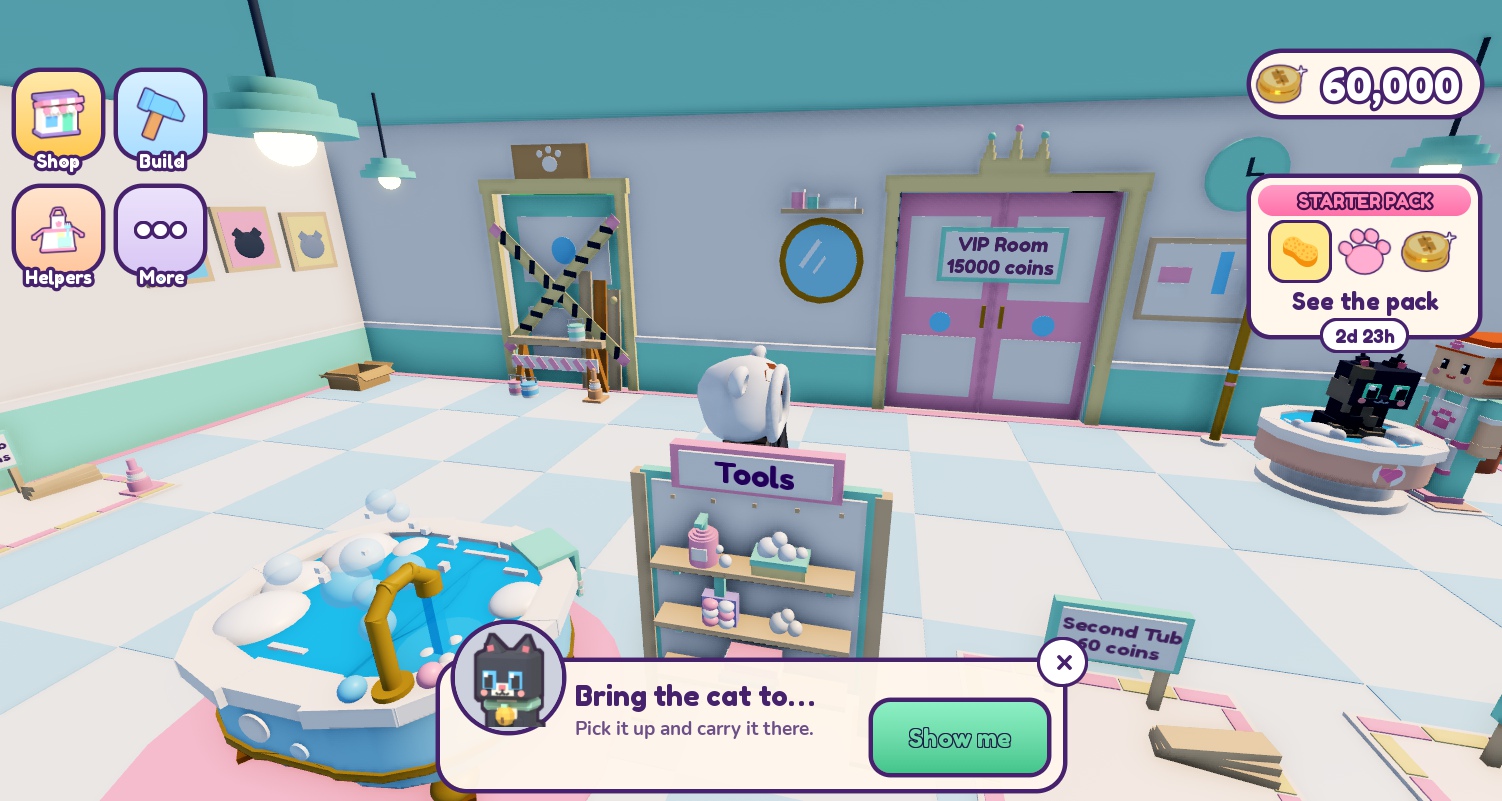 60,000
Shop
Build
Helpers
More
STARTER PACK
See the pack
2d 23h
VIP Room
15000 coins
Tools
Second Tub
60 coins
Bring the cat to...
Pick it up and carry it there.
Show me